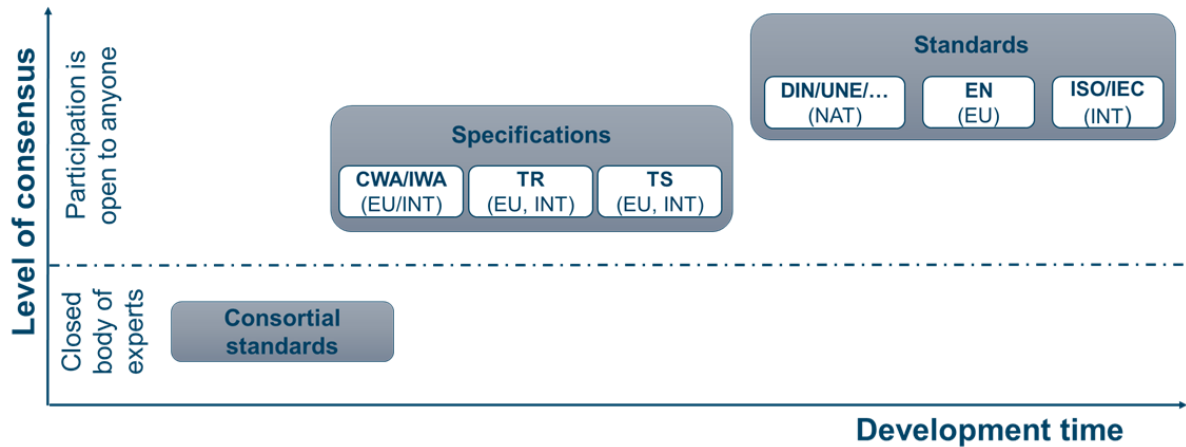 Level of consensus
Participation is
open to anyone
Closed
body of
experts
Standards
DIN/UNE/...
(NAT)
EN
(EU)
ISO/IEC
(INT)
Specifications
CWA/IWA
(EU/INT)
TR
(EU, INT)
TS
(EU, INT)
Consortial
standards
Development time